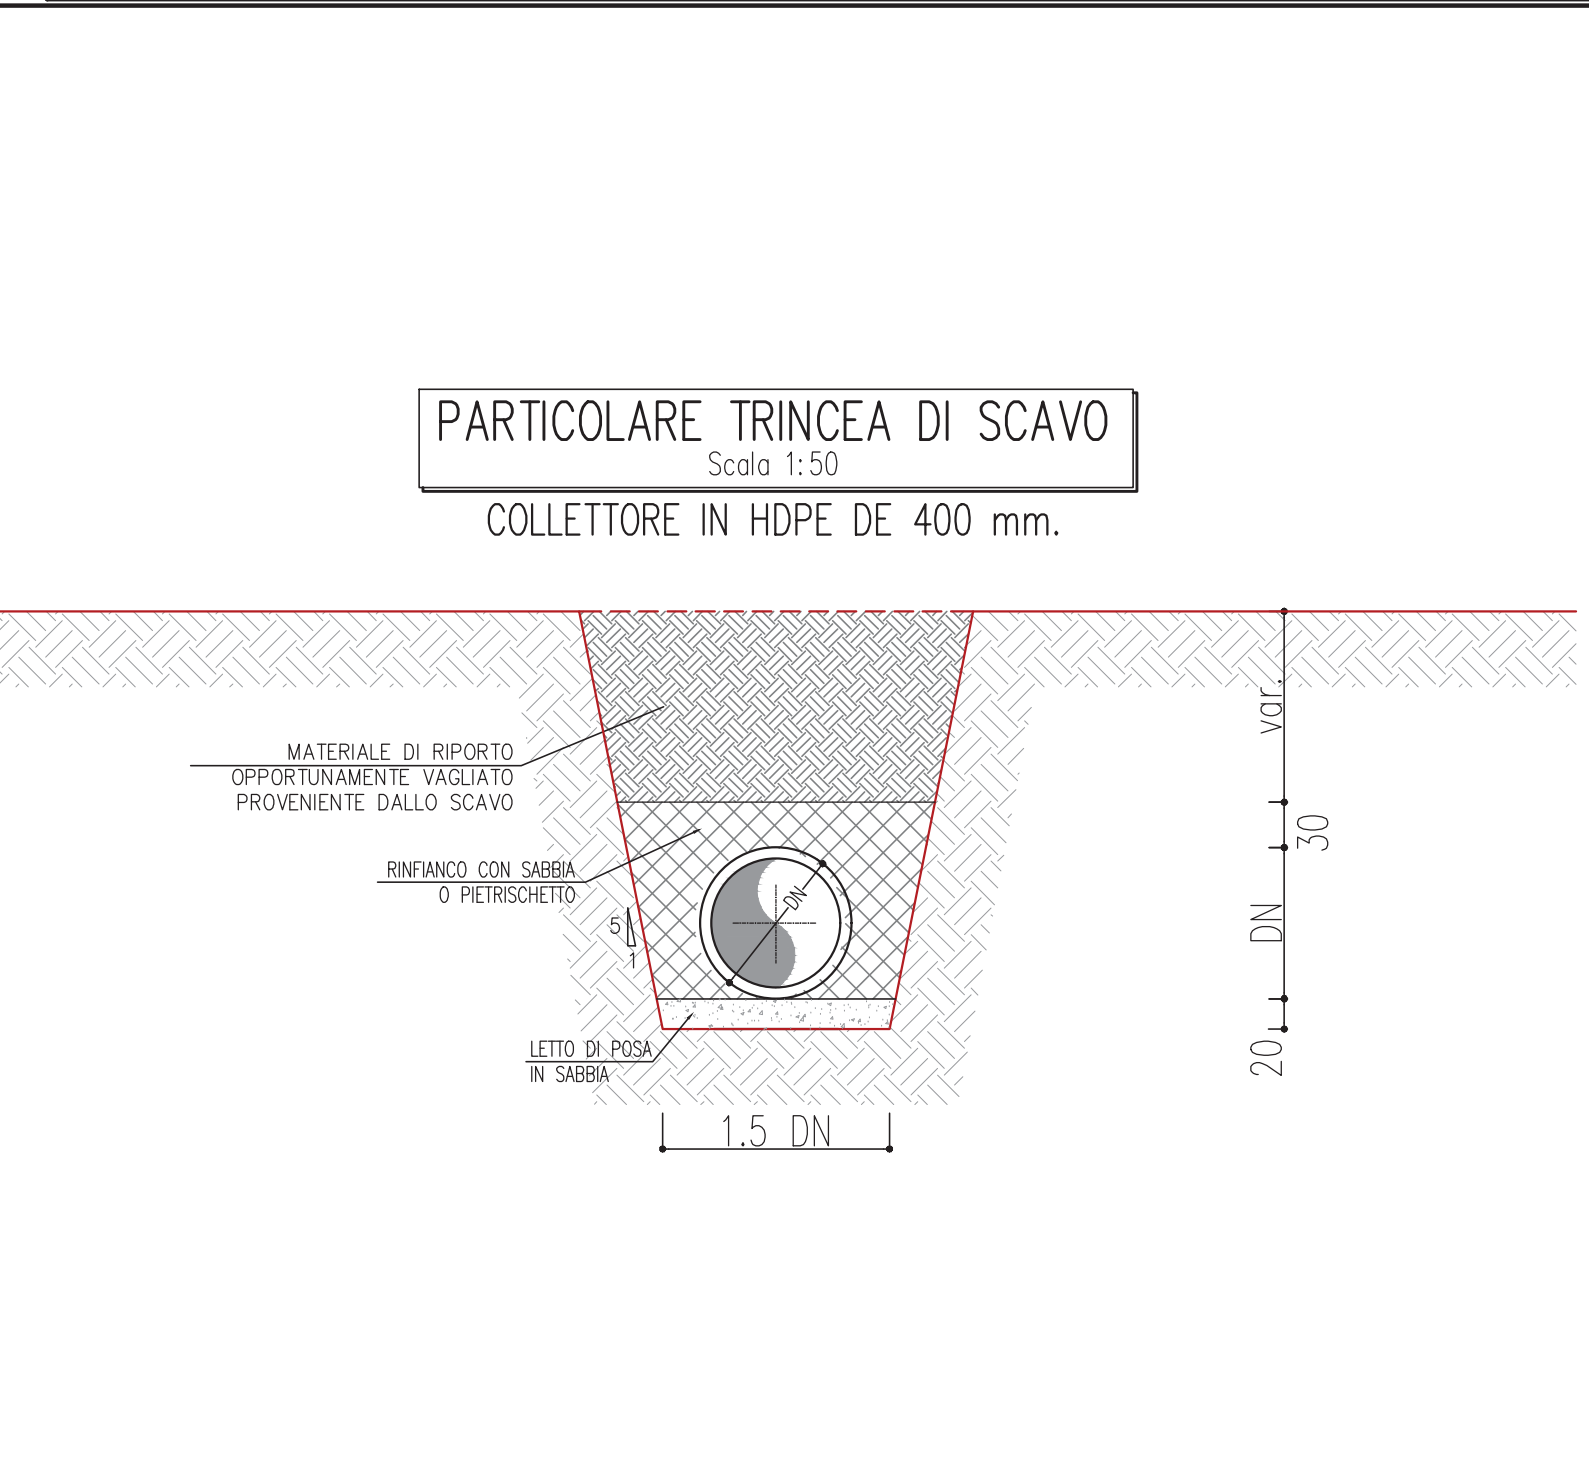 PARTICOLARE TRINCEA DI SCAVO
Scala 1:50
COLLETTORE IN HDPE DE 400 mm.
var.
MATERIALE DI RIPORTO
OPPORTUNAMENTE VAGLIATO
PROVENIENTE DALLO SCAVO
30
RINFIANCO CON SABBIA
O PIETRISCHETTO
DN
5
1
DN
LETTO DI POSA
IN SABBIA
20
1.5 DN